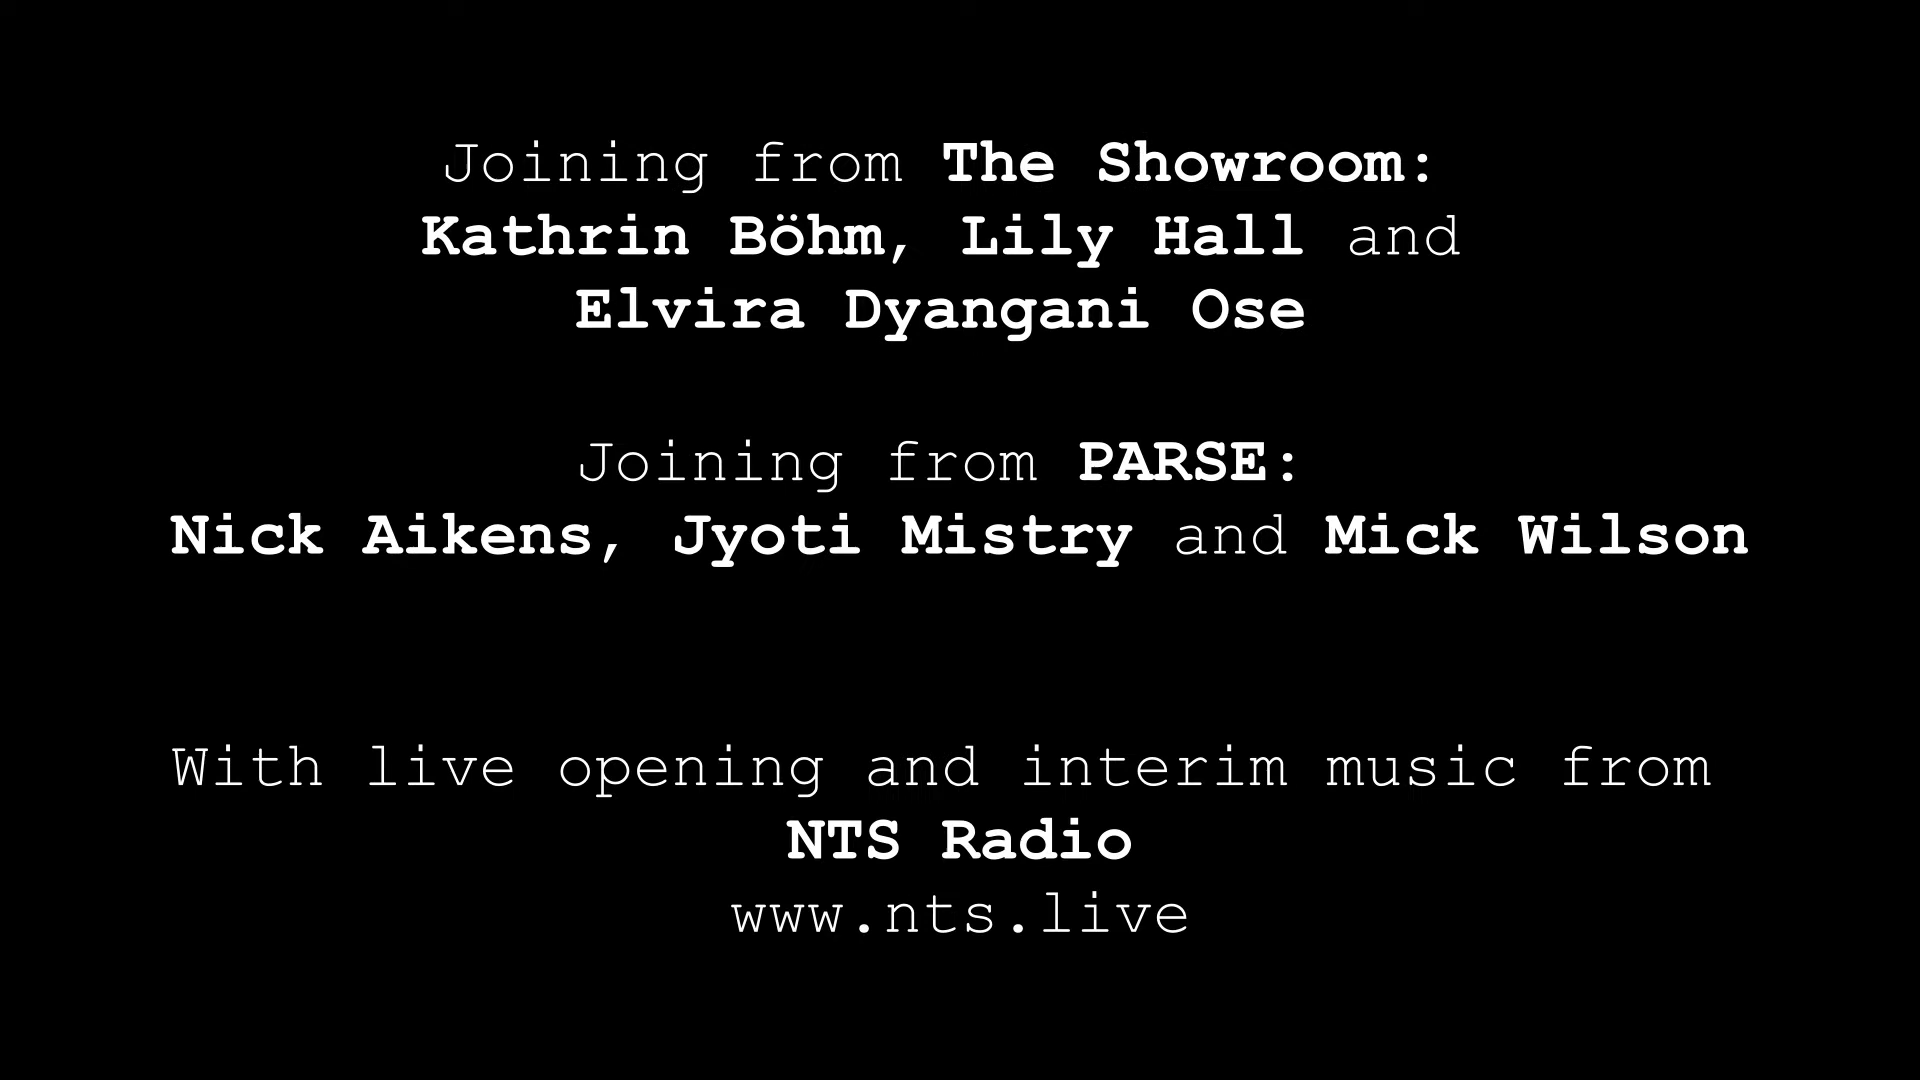 Joining from The Showroom:
Kathrin Böhm, Lily Hall and
Elvira Dyangani Ose
Joining from PARSE:
Nick Aikens, Jyoti Mistry and Mick Wilson
With live opening and interim music from
NTS Radio
www.nts.live